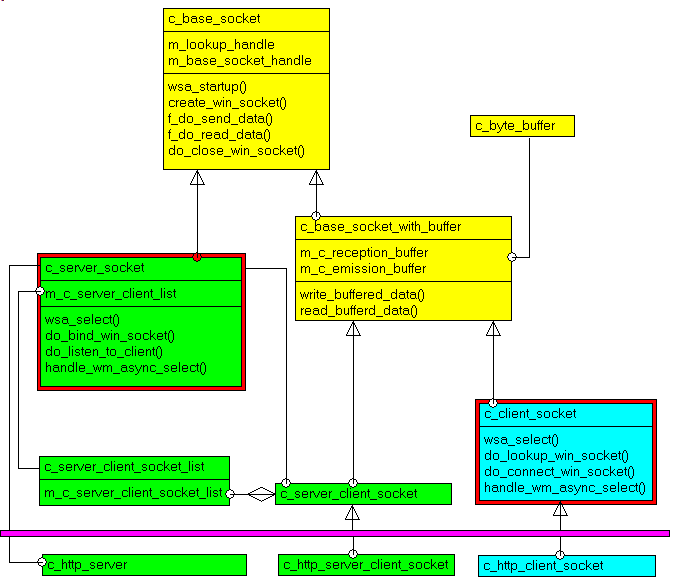 c_base_socket
m_lookup_handle
m_base_socket_handle
wsa_startup()
create_win_socket()
f_do_send_data()
f_do_read_data()
do_close_win_socket()
c_byte_buffer
c_base_socket_with_buffer
m_c_reception_buffer
m_c_emission_buffer
write_buffered_data()
read_bufferd_data()
c_server_socket
m_c_server_client_list
wsa_select()
do_bind_win_socket()
do_listen_to_client()
handle_wm_async_select()
c_client_socket
wsa_select()
do_lookup_win_socket()
do_connect_win_socket()
handle_wm_async_select()
c_server_client_socket_list
m_c_server_client_socket_list
c_server_client_socket
c_http_server
c_http_server_client_socket
c_http_client_socket